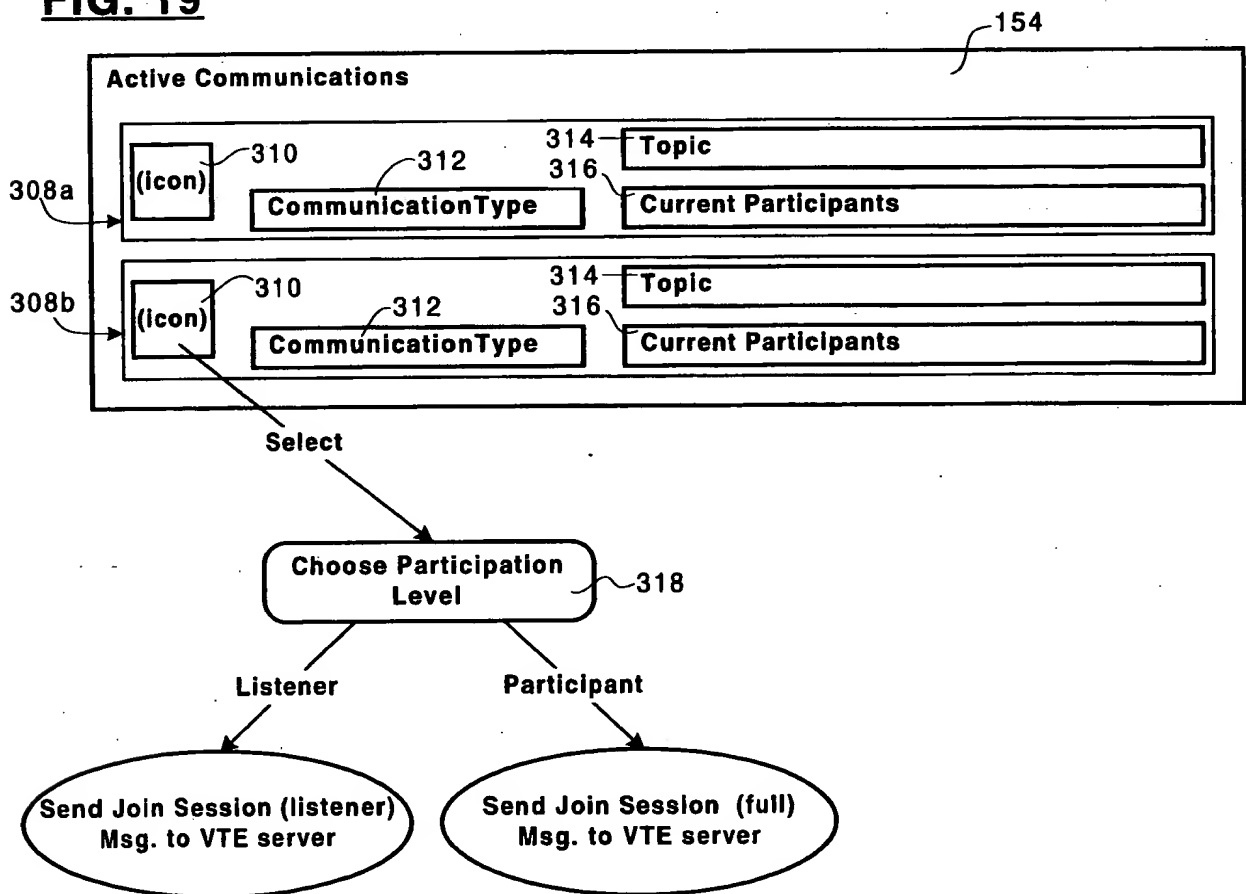 FIG. 19
154
Active Communications
(icon)
310
312
CommunicationType
314
Topic
316
Current Participants
308a
(icon)
310
312
CommunicationType
314
Topic
316
Current Participants
308b
Select
Choose Participation
Level
318
Listener
Participant
Send Join Session (listener)
Msg. to VTE server
Send Join Session (full)
Msg. to VTE server